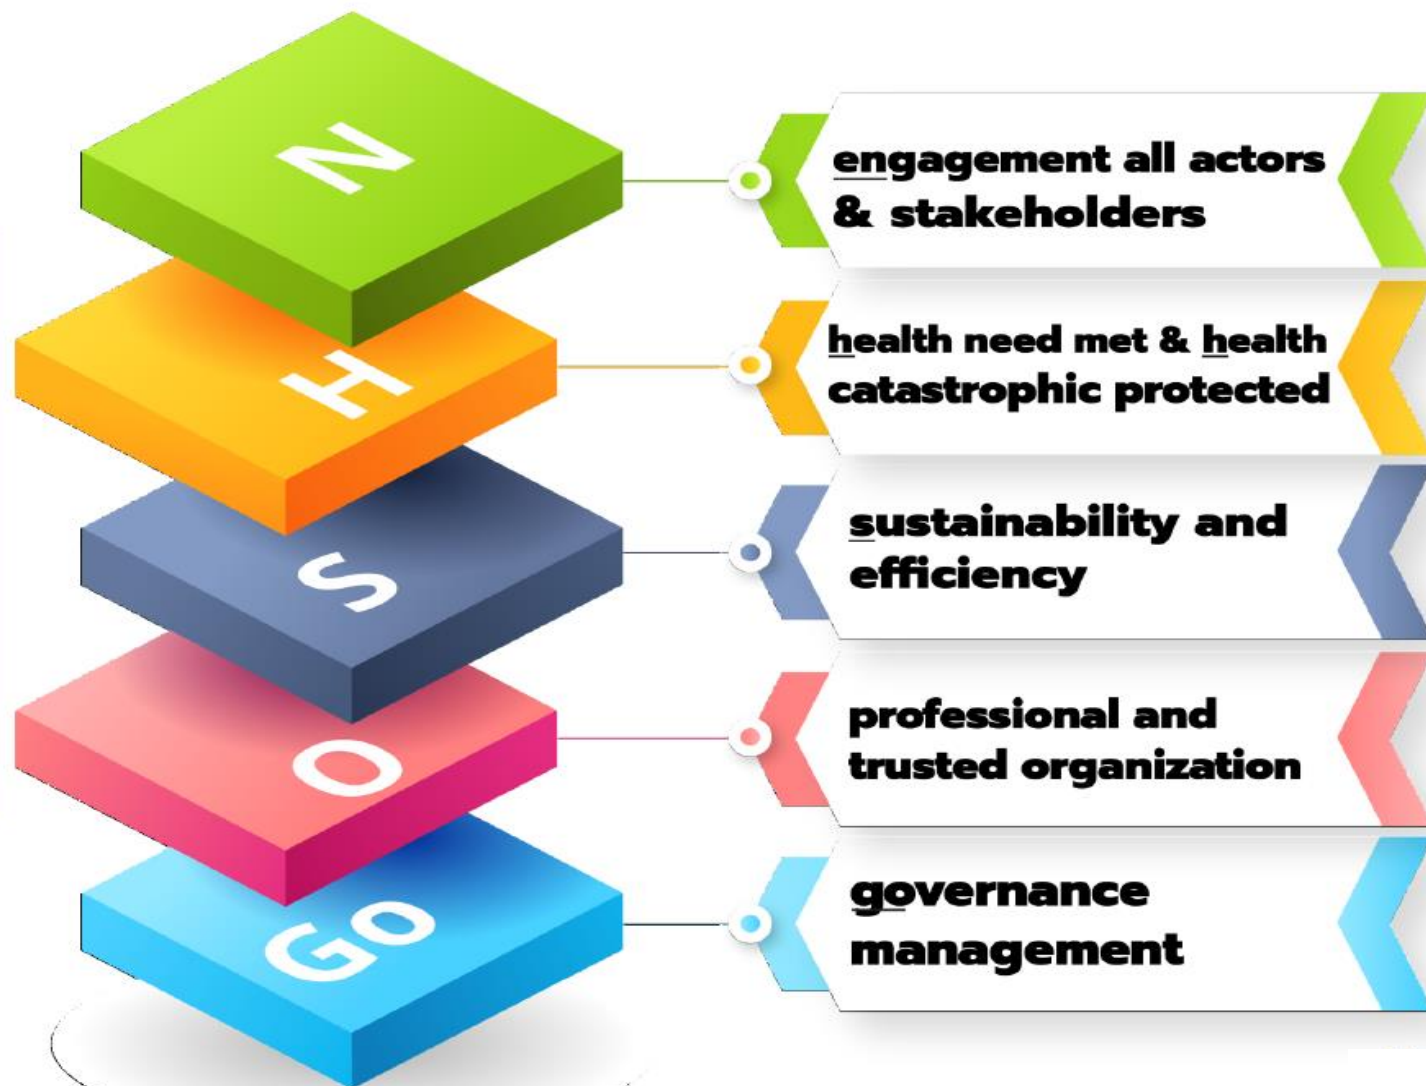 N
engagement all actors
& stakeholders
H
health need met & health
catastrophic protected
S
sustainability and
efficiency
O
professional and
trusted organization
Go
governance
management